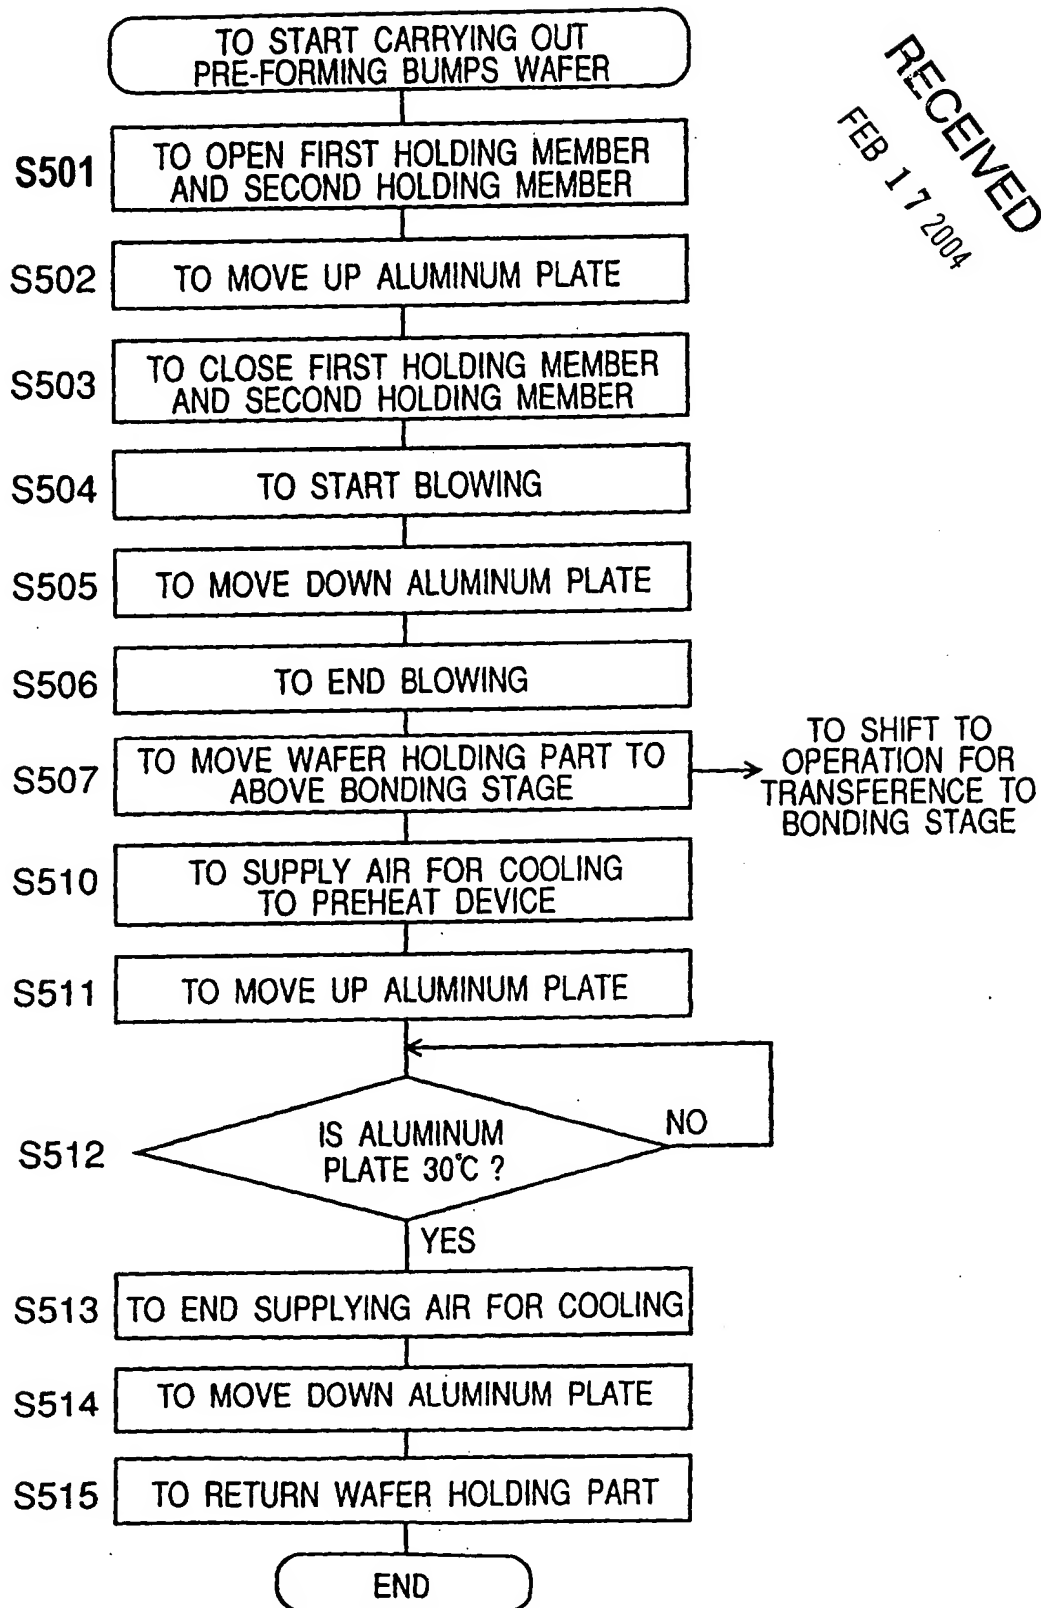 TO START CARRYING OUT
PRE-FORMING BUMPS WAFER
RECEIVED
FEB 17 2004
S501
TO OPEN FIRST HOLDING MEMBER
AND SECOND HOLDING MEMBER
S502
TO MOVE UP ALUMINUM PLATE
S503
TO CLOSE FIRST HOLDING MEMBER
AND SECOND HOLDING MEMBER
S504
TO START BLOWING
S505
TO MOVE DOWN ALUMINUM PLATE
S506
TO END BLOWING
S507
TO MOVE WAFER HOLDING PART TO
ABOVE BONDING STAGE
TO SHIFT TO
OPERATION FOR
TRANSFERENCE TO
BONDING STAGE
S510
TO SUPPLY AIR FOR COOLING
TO PREHEAT DEVICE
S511
TO MOVE UP ALUMINUM PLATE
S512
IS ALUMINUM
PLATE 30℃ ?
NO
YES
S513
TO END SUPPLYING AIR FOR COOLING
S514
TO MOVE DOWN ALUMINUM PLATE
S515
TO RETURN WAFER HOLDING PART
END